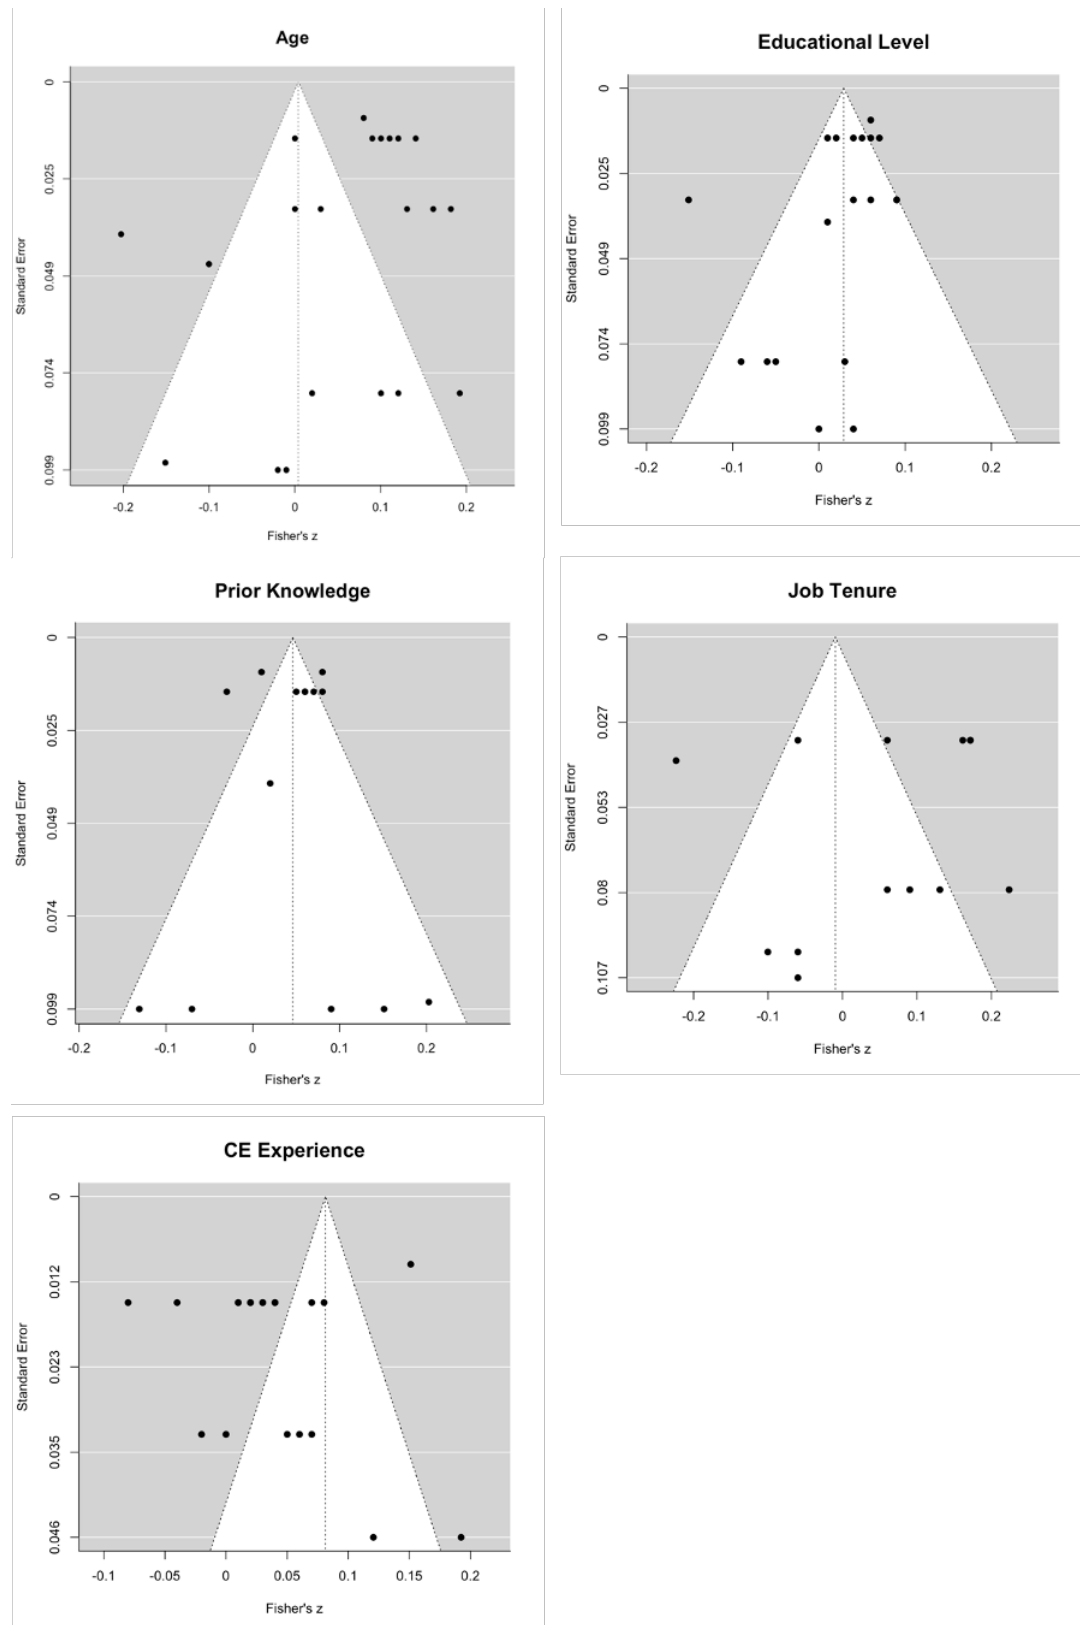 Age
Standard Error
0
0.025
0.049
0.074
0.099
-0.2 -0.1 0 0.1 0.2
Fisher's z
Educational Level
Standard Error
0
0.025
0.049
0.074
0.099
-0.2 -0.1 0 0.1 0.2
Fisher's z
Prior Knowledge
Standard Error
0
0.025
0.049
0.074
0.099
-0.2 -0.1 0 0.1 0.2
Fisher's z
Job Tenure
Standard Error
0
0.027
0.053
0.08
0.107
-0.2 -0.1 0 0.1 0.2
Fisher's z
CE Experience
Standard Error
0
0.012
0.023
0.035
0.046
-0.1 -0.05 0 0.05 0.1 0.15 0.2
Fisher's z